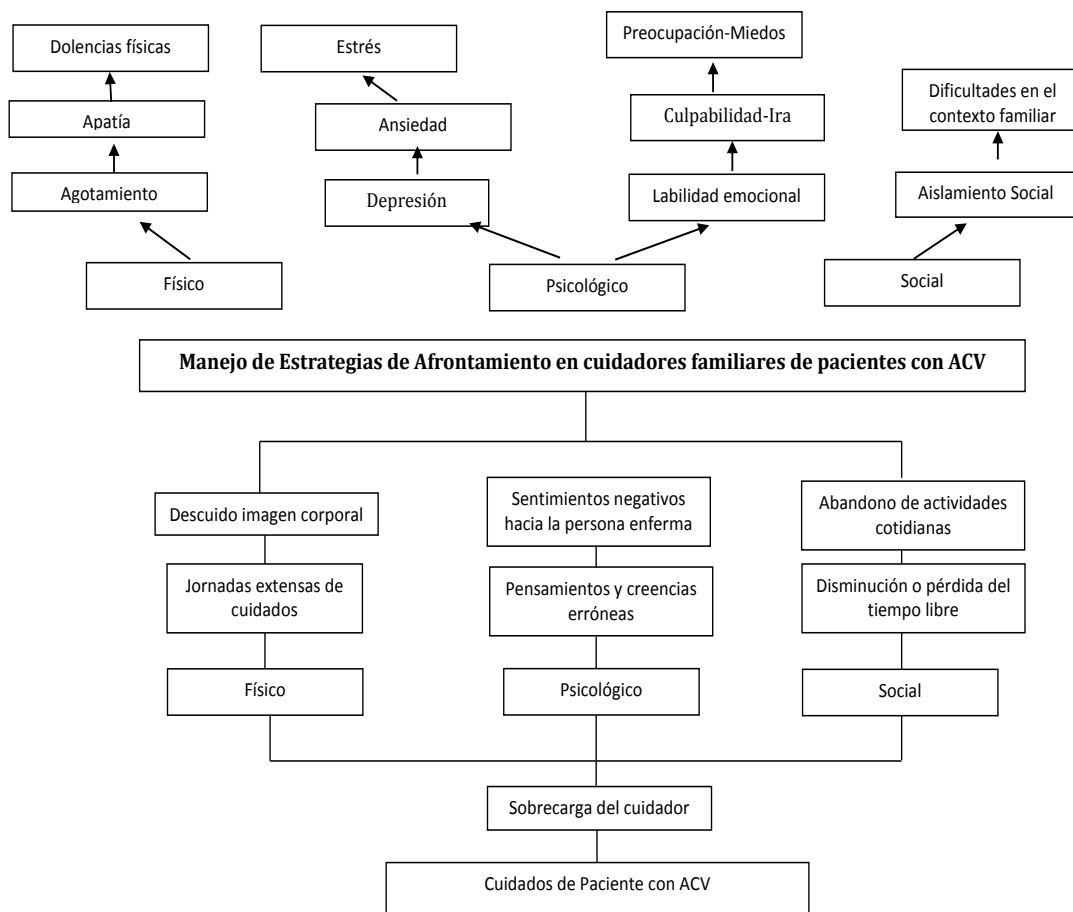 Dolencias físicas
Estrés
Preocupación-Miedos
Apatía
Ansiedad
Culpabilidad-Ira
Dificultades en el
contexto familiar
Agotamiento
Depresión
Labilidad emocional
Aislamiento Social
Físico
Psicológico
Social
Manejo de Estrategias de Afrontamiento en cuidadores familiares de pacientes con ACV
Descuido imagen corporal
Sentimientos negativos
hacia la persona enferma
Abandono de actividades
cotidianas
Jornadas extensas de
cuidados
Pensamientos y creencias
erróneas
Disminución o pérdida del
tiempo libre
Físico
Psicológico
Social
Sobrecarga del cuidador
Cuidados de Paciente con ACV